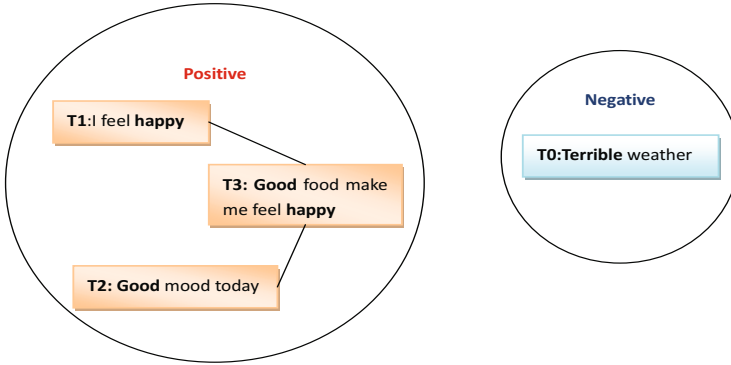 Positive
T1:I feel happy
T3: Good food make
me feel happy
T2: Good mood today
Negative
T0:Terrible weather